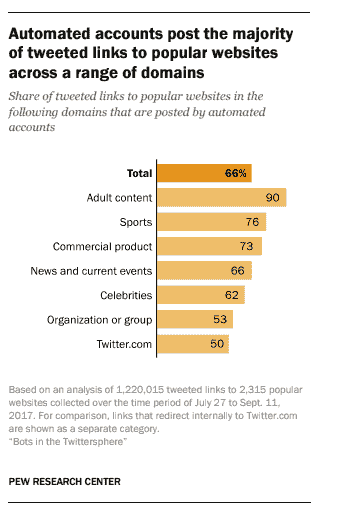 Automated accounts post the majority
of tweeted links to popular websites
across a range of domains
Share of tweeted links to popular websites in the
following domains that are posted by automated
accounts
Total 66%
Adult content 90
Sports 76
Commercial product 73
News and current events 66
Celebrities 62
Organization or group 53
Twitter.com 50
Based on an analysis of 1,220,015 tweeted links to 2,315 popular
websites collected over the time period of July 27 to Sept. 11,
2017. For comparison, links that redirect internally to Twitter.com
are shown as a separate category.
"Bots in the Twittersphere"
PEW RESEARCH CENTER